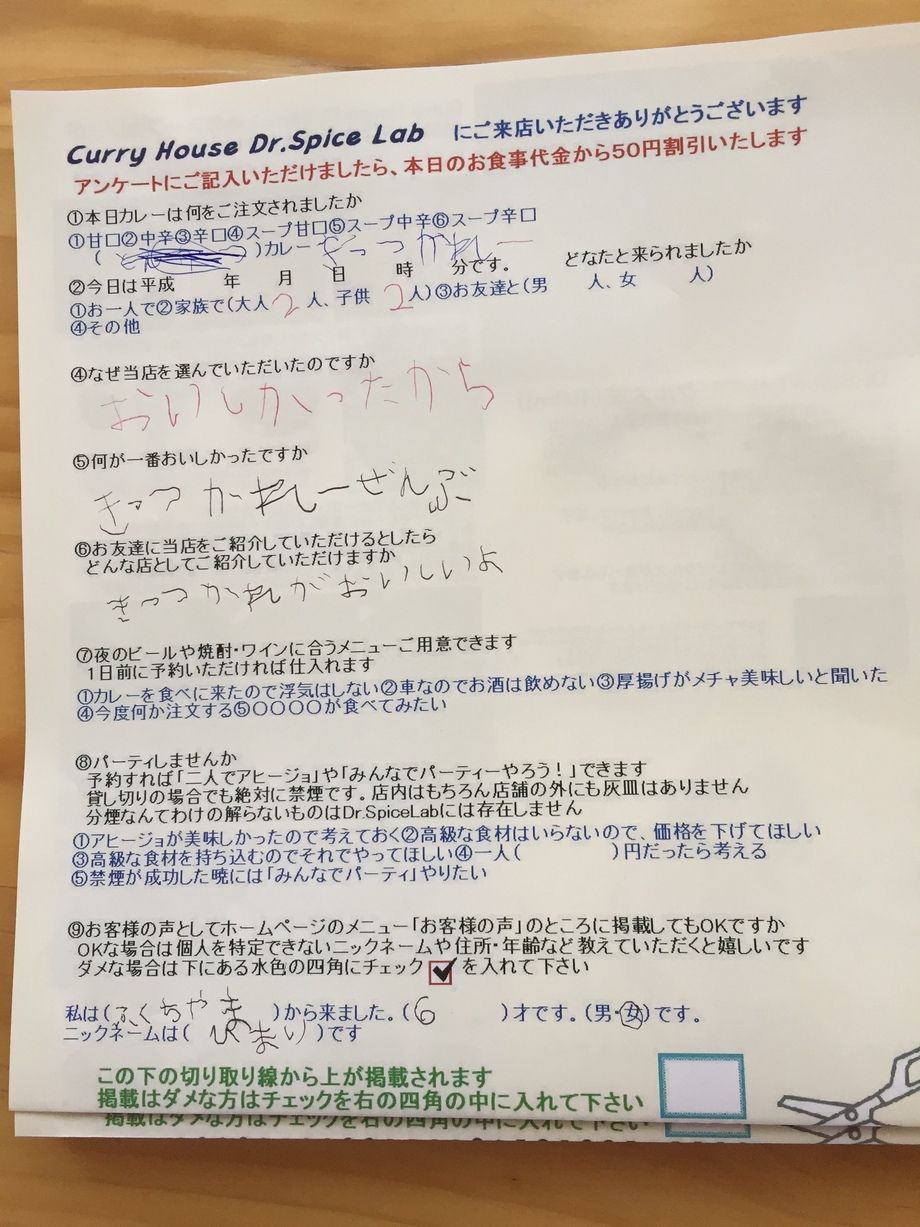 Curry House Dr.Spice Lab にご来店いただきありがとうございます
アンケートにご記入いただけましたら、本日のお食事代金から50円割引いたします
①本日カレーは何をご注文されましたか
①甘口②中辛③辛口④スープ甘口⑤スープ中辛⑥スープ辛口
( )カレー きっつかれー
②今日は平成 年 月 日 時 分です。 どなたと来られましたか
①お一人で②家族で(大人2人、子供2人)③お友達と(男 人、女 人)
④その他
④なぜ当店を選んでいただいたのですか
おいしかったから
⑤何が一番おいしかったですか
きっつかれーぜんぶ
⑥お友達に当店をご紹介していただけるとしたら
どんな店としてご紹介していただけますか
きっつかれがおいしいよ
⑦夜のビールや焼酎・ワインに合うメニューご用意できます
1日前に予約いただければ仕入れます
①カレーを食べに来たので浮気はしない②車なのでお酒は飲めない③厚揚げがメチャ美味しいと聞いた
④今度何か注文する⑤〇〇〇〇が食べてみたい
⑧パーティしませんか
予約すれば「二人でアヒージョ」や「みんなでパーティーやろう!」できます
貸し切りの場合でも絶対に禁煙です。店内はもちろん店舗の外にも灰皿はありません
分煙なんてわけの解らないものはDr.SpiceLabには存在しません
①アヒージョが美味しかったので考えておく②高級な食材はいらないので、価格を下げてほしい
③高級な食材を持ち込むのでそれでやってほしい④一人( )円だったら考える
⑤禁煙が成功した暁には「みんなでパーティ」やりたい
⑨お客様の声としてホームページのメニュー「お客様の声」のところに掲載してもOKですか
OKな場合は個人を特定できないニックネームや住所・年齢など教えていただくと嬉しいです
ダメな場合は下にある水色の四角にチェック✔を入れて下さい
私は(ふくちやま)から来ました。(6)才です。(男・女)です。
ニックネームは(ひまり)です
この下の切り取り線から上が掲載されます
掲載はダメな方はチェックを右の四角の中に入れて下さい
掲載はダメな方はチェックを右の四角の中に入れて下さい